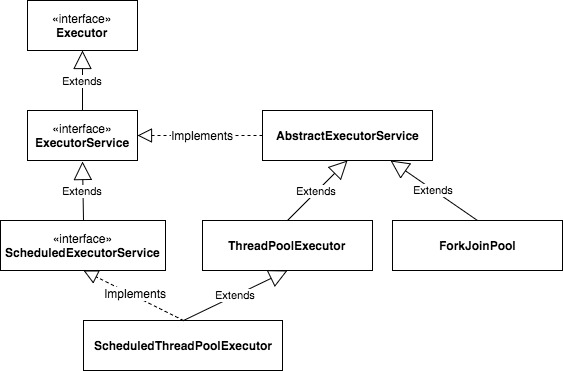 «interface»
Executor
Extends
«interface»
ExecutorService
Implements
AbstractExecutorService
Extends
Extends
Extends
«interface»
ScheduledExecutorService
ThreadPoolExecutor
ForkJoinPool
Implements
Extends
ScheduledThreadPoolExecutor